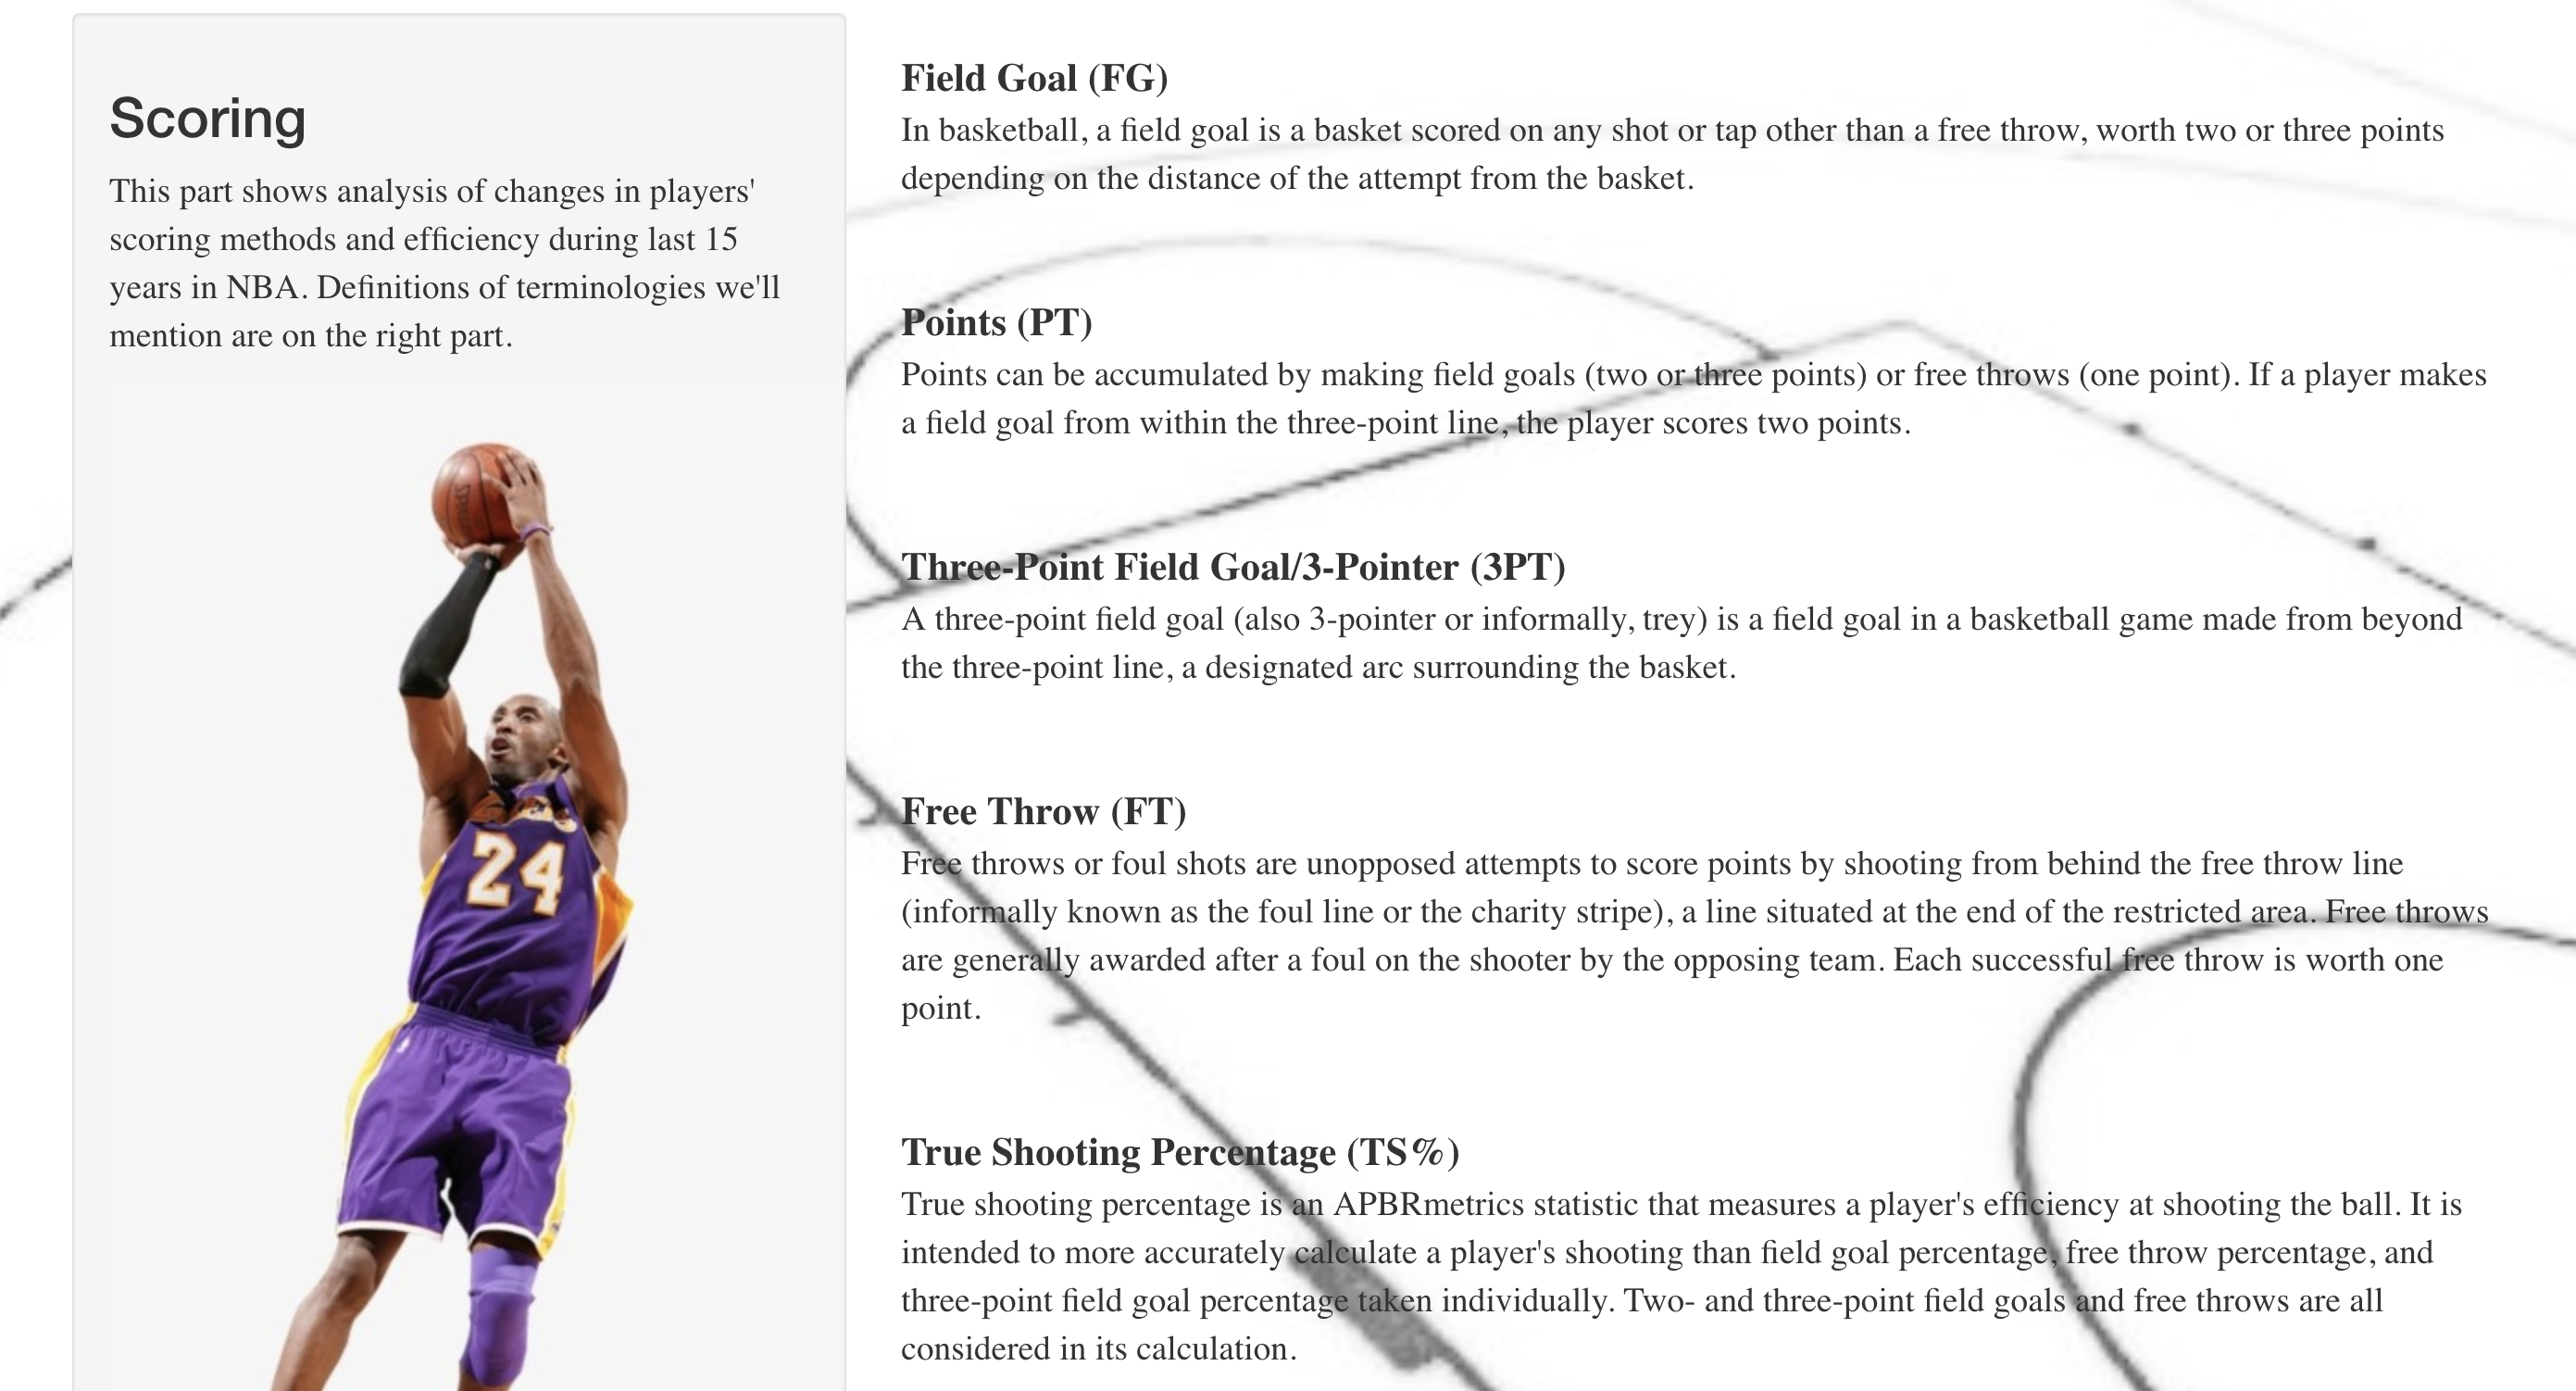 Scoring
This part shows analysis of changes in players'
scoring methods and efficiency during last 15
years in NBA. Definitions of terminologies we'll
mention are on the right part.
24
Field Goal (FG)
In basketball, a field goal is a basket scored on any shot or tap other than a free throw, worth two or three points
depending on the distance of the attempt from the basket.
Points (PT)
Points can be accumulated by making field goals (two or three points) or free throws (one point). If a player makes
a field goal from within the three-point line, the player scores two points.
Three-Point Field Goal/3-Pointer (3PT)
A three-point field goal (also 3-pointer or informally, trey) is a field goal in a basketball game made from beyond
the three-point line, a designated arc surrounding the basket.
Free Throw (FT)
Free throws or foul shots are unopposed attempts to score points by shooting from behind the free throw line
(informally known as the foul line or the charity stripe), a line situated at the end of the restricted area. Free throws
are generally awarded after a foul on the shooter by the opposing team. Each successful free throw is worth one
point.
True Shooting Percentage (TS%)
True shooting percentage is an APBRmetrics statistic that measures a player's efficiency at shooting the ball. It is
intended to more accurately calculate a player's shooting than field goal percentage, free throw percentage, and
three-point field goal percentage taken individually. Two- and three-point field goals and free throws are all
considered in its calculation.